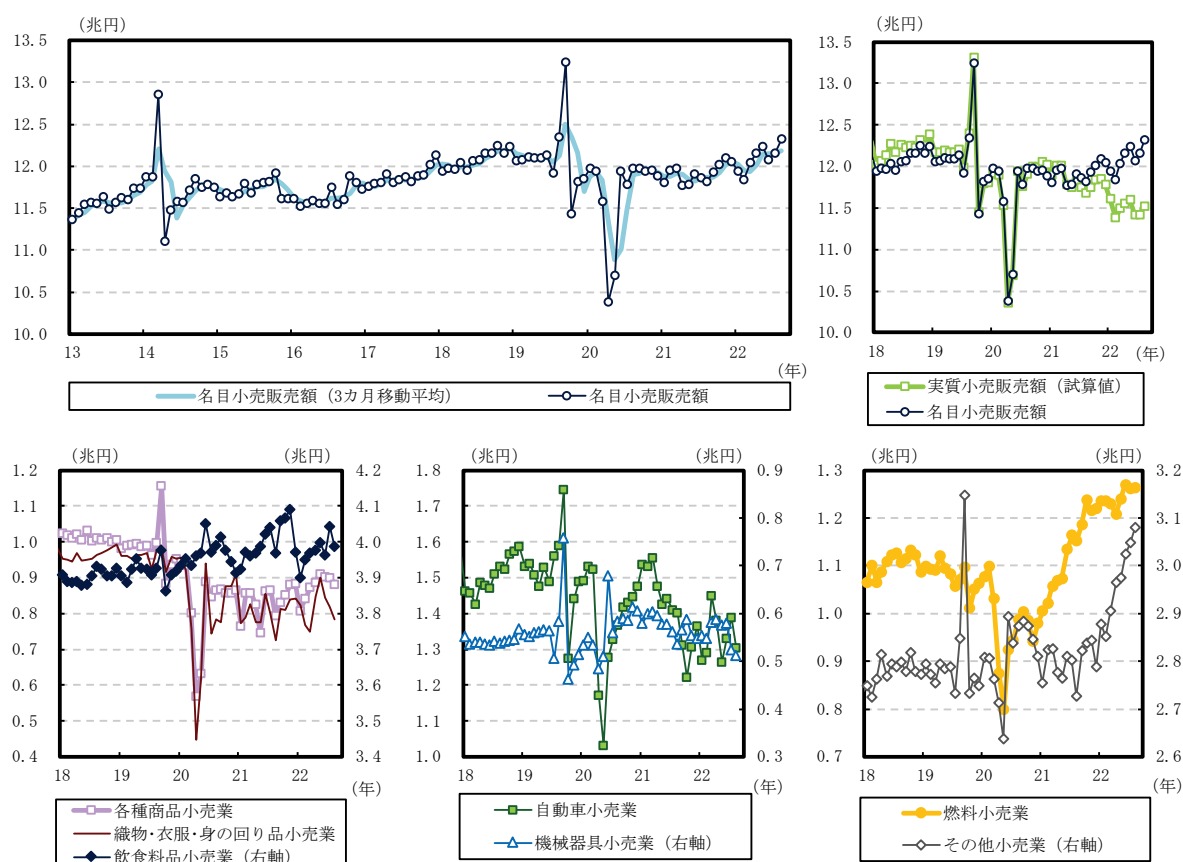 (兆円)
13.5
13.0
12.5
12.0
11.5
11.0
10.5
10.0
13 14 15 16 17 18 19 20 21 22
(年)
名目小売販売額 (3カ月移動平均) 名目小売販売額
(兆円)
13.5
13.0
12.5
12.0
11.5
11.0
10.5
10.0
18 19 20 21 22
(年)
実質小売販売額 (試算値)
名目小売販売額
(兆円) (兆円)
1.2 4.2
1.1 4.1
1.0 4.0
0.9 3.9
0.8 3.8
0.7 3.7
0.6 3.6
0.5 3.5
0.4 3.4
18 19 20 21 22
(年)
各種商品小売業
織物・衣服・身の回り品小売業
飲食料品小売業 (右軸)
(兆円) (兆円)
1.8 0.9
1.7 0.8
1.6 0.7
1.5 0.6
1.4 0.5
1.3 0.4
1.2 0.3
1.1
1.0
18 19 20 21 22
(年)
自動車小売業
機械器具小売業 (右軸)
(兆円) (兆円)
1.3 3.2
1.2 3.1
1.1 3.0
1.0 2.9
0.9 2.8
0.8 2.7
0.7 2.6
18 19 20 21 22
(年)
燃料小売業
その他小売業 (右軸)